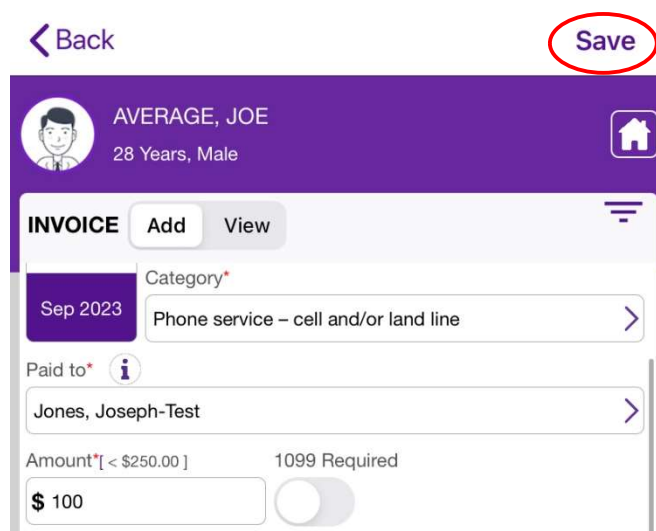 Back Save
AVERAGE, JOE
28 Years, Male
INVOICE Add View
Category*
Sep 2023
Phone service – cell and/or land line
Paid to* i
Jones, Joseph-Test
Amount*[ < $250.00 ] 1099 Required
$ 100